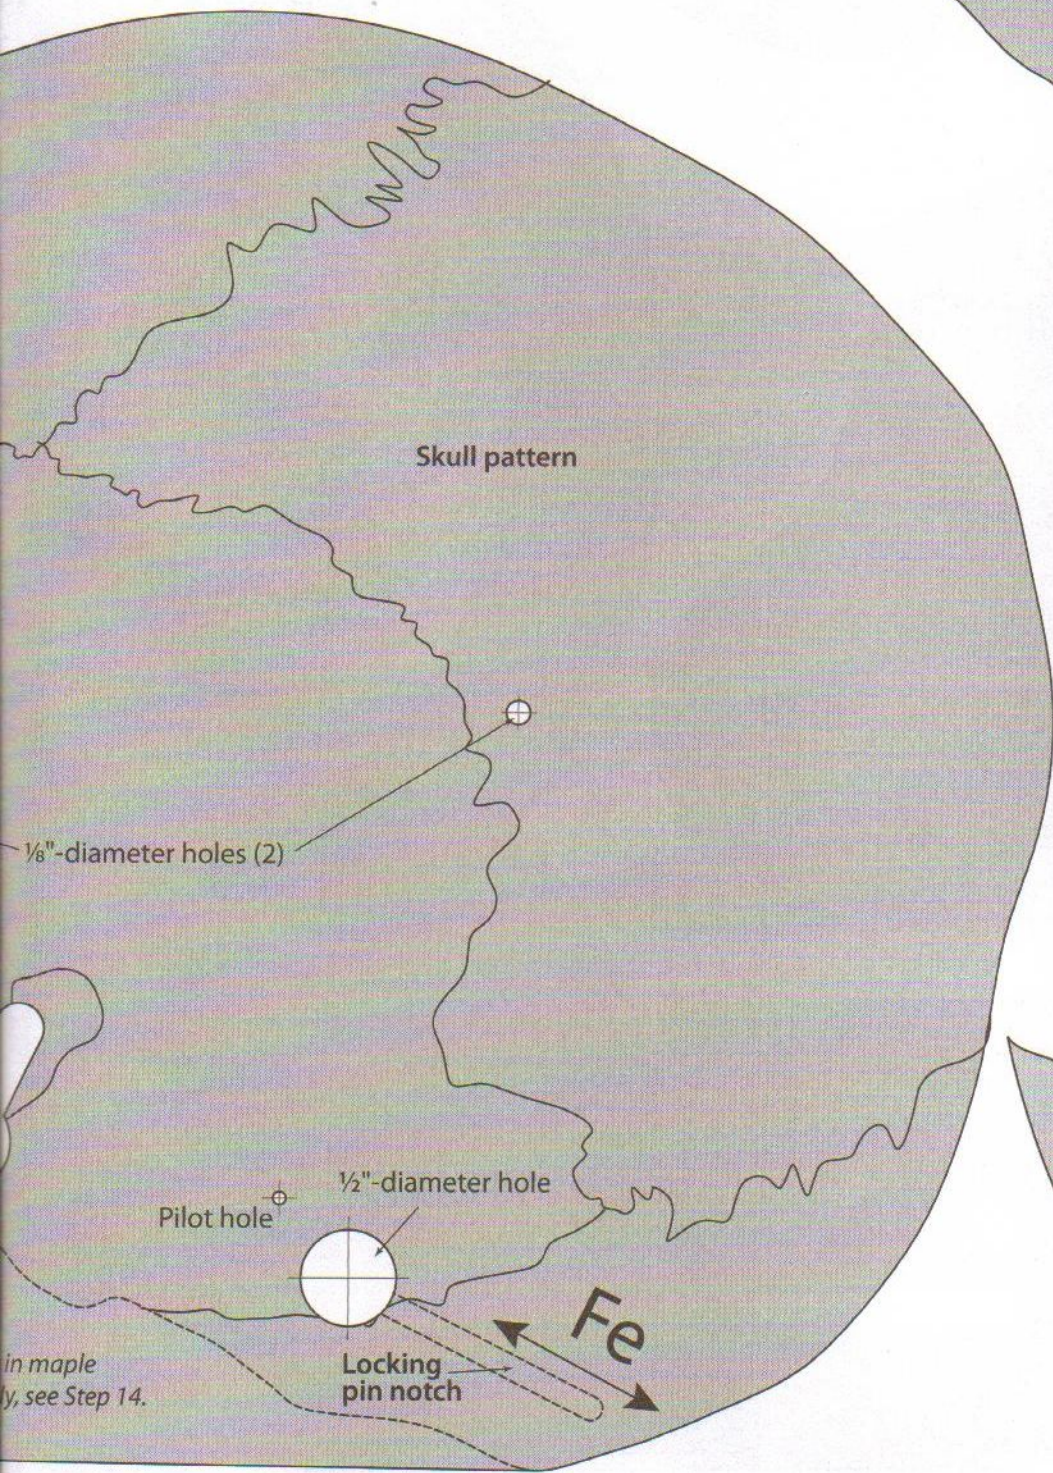 Skull pattern
⅛"-diameter holes (2)
½"-diameter hole
Pilot hole
Fe
Locking
pin notch
in maple
see Step 14.